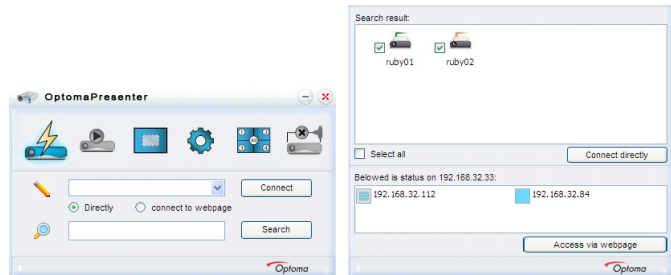 OptomaPresenter
Connect
Directly
connect to webpage
Search
Optoma
Search result:
ruby01
ruby02
Select all
Connect directly
Belowed is status on 192.168.32.33:
192.168.32.112
192.168.32.84
Access via webpage
Optoma